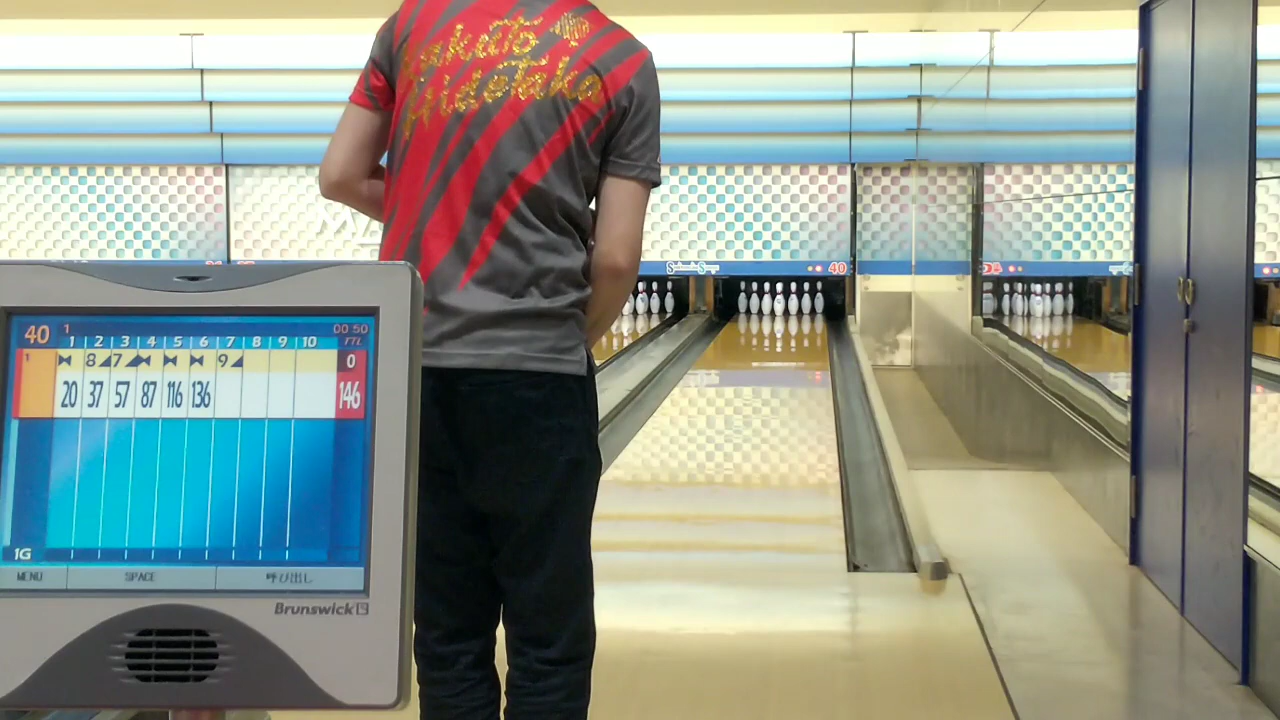 Hidetaka
40
40 1 00:50
1 2 3 4 5 6 7 8 9 10 TTL
1 8 7 9 0
20 37 57 87 116 136 146
1G
MENU SPACE 呼び出し
Brunswick